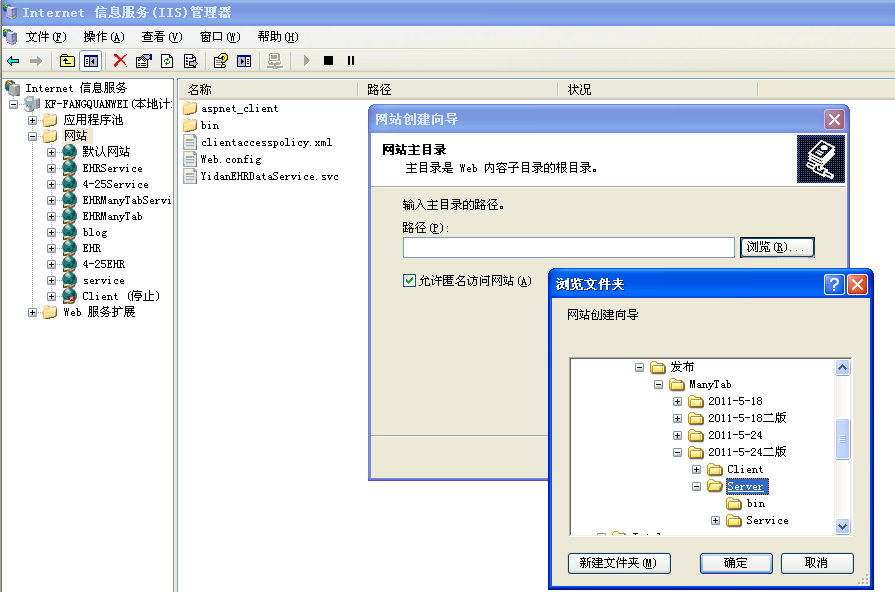 Internet 信息服务(IIS)管理器
文件(F) 操作(A) 查看(V) 窗口(W) 帮助(H)
Internet 信息服务
KF-FANGQUANWEI(本地计
应用程序池
网站
默认网站
EHRService
4-25Service
EHRManyTabServi
EHRManyTab
blog
EHR
4-25EHR
service
Client (停止)
Web 服务扩展
名称 路径 状况
aspnet_client
bin
clientaccesspolicy.xml
Web.config
YidanEHRDataService.svc
网站创建向导
网站主目录
主目录是 Web 内容子目录的根目录。
输入主目录的路径。
路径(P):
浏览(R)...
允许匿名访问网站(A)
浏览文件夹
网站创建向导
发布
ManyTab
2011-5-18
2011-5-18二版
2011-5-24
2011-5-24二版
Client
Server
bin
Service
新建文件夹(M) 确定 取消